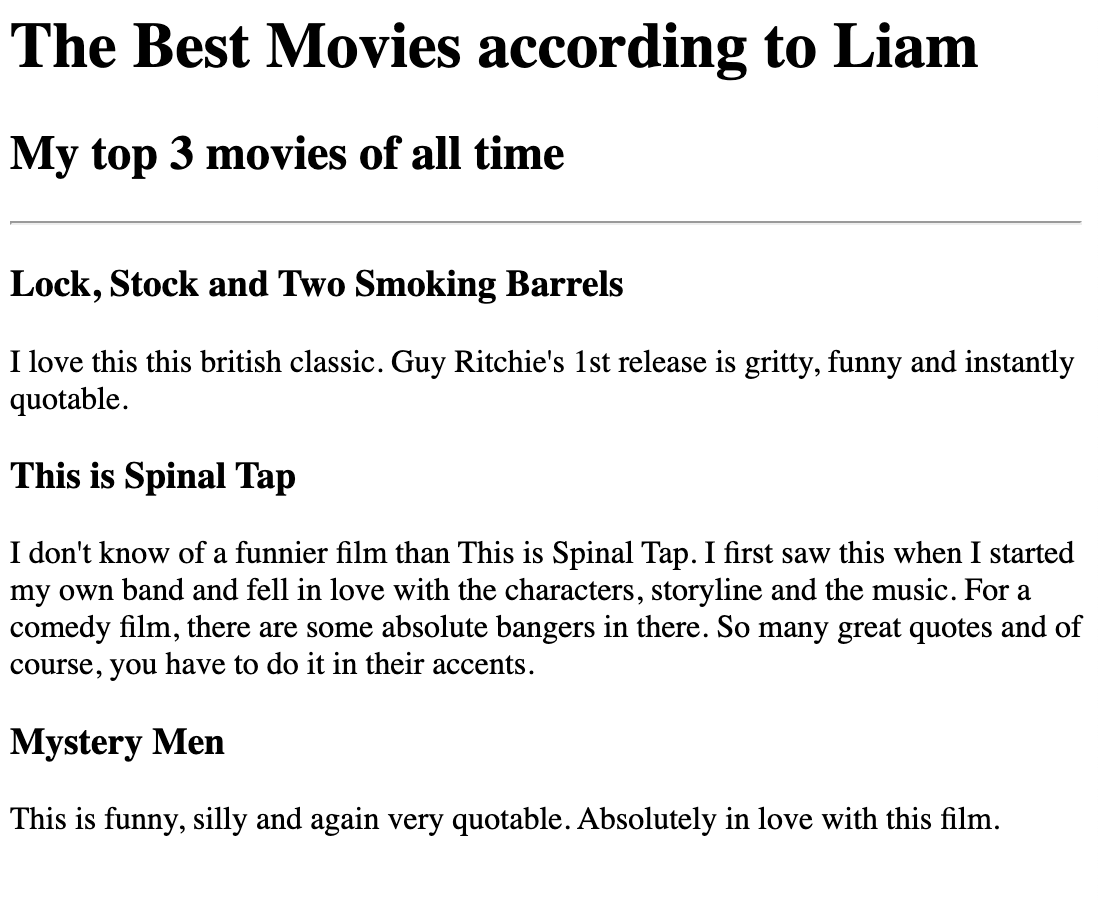 The Best Movies according to Liam
My top 3 movies of all time
Lock, Stock and Two Smoking Barrels
I love this this british classic. Guy Ritchie's 1st release is gritty, funny and instantly
quotable.
This is Spinal Tap
I don't know of a funnier film than This is Spinal Tap. I first saw this when I started
my own band and fell in love with the characters, storyline and the music. For a
comedy film, there are some absolute bangers in there. So many great quotes and of
course, you have to do it in their accents.
Mystery Men
This is funny, silly and again very quotable. Absolutely in love with this film.